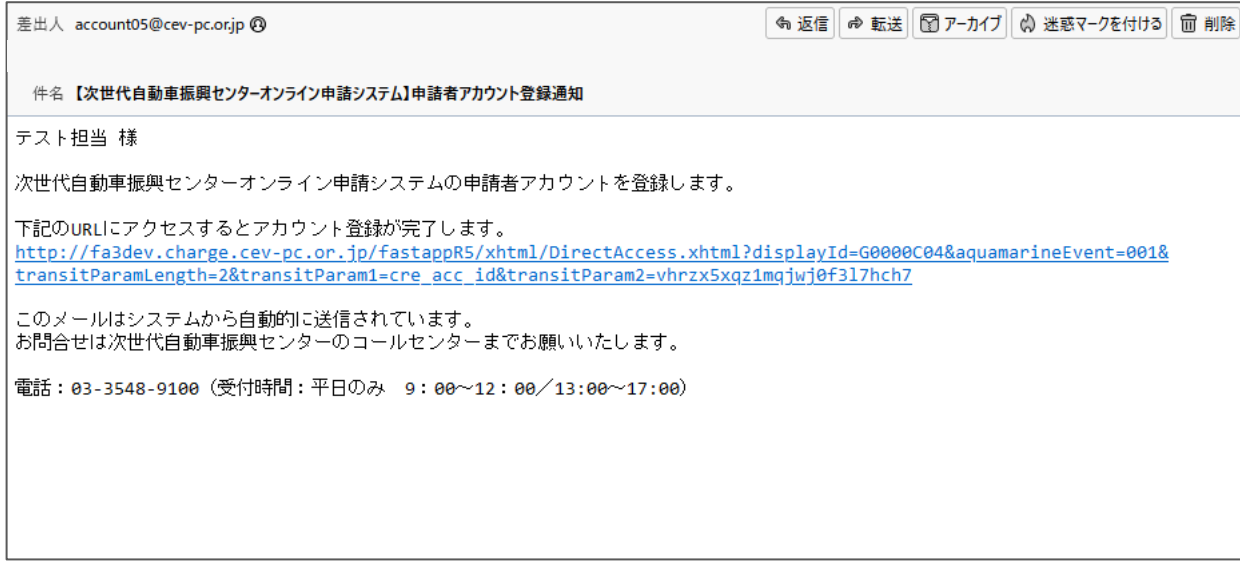 差出人 account05@cev-pc.or.jp
返信 転送 アーカイブ 迷惑マークを付ける 削除
件名 【次世代自動車振興センターオンライン申請システム】申請者アカウント登録通知
テスト担当 様
次世代自動車振興センターオンライン申請システムの申請者アカウントを登録します。
下記のURLにアクセスするとアカウント登録が完了します。
http://fa3dev.charge.cev-pc.or.jp/fastappR5/xhtml/DirectAccess.xhtml?displayId=G0000C04&aquamarineEvent=001&
transitParamLength=2&transitParam1=cre_acc_id&transitParam2=vhrzx5xqz1mqjwj0f3l7hch7
このメールはシステムから自動的に送信されています。
お問合せは次世代自動車振興センターのコールセンターまでお願いいたします。
電話：03-3548-9100（受付時間：平日のみ　9：00～12：00／13:00～17:00）